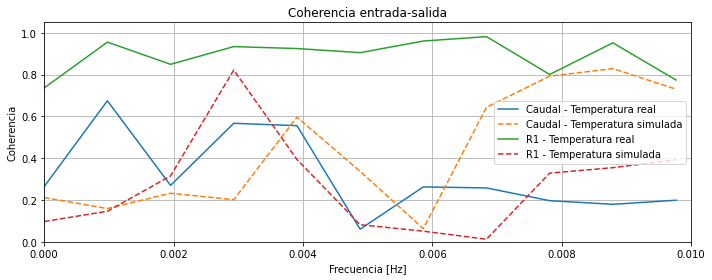 Coherencia entrada-salida
Coherencia
1.0
0.8
0.6
0.4
0.2
0.0
Caudal - Temperatura real
Caudal - Temperatura simulada
R1 - Temperatura real
R1 - Temperatura simulada
0.000 0.002 0.004 0.006 0.008 0.010
Frecuencia [Hz]